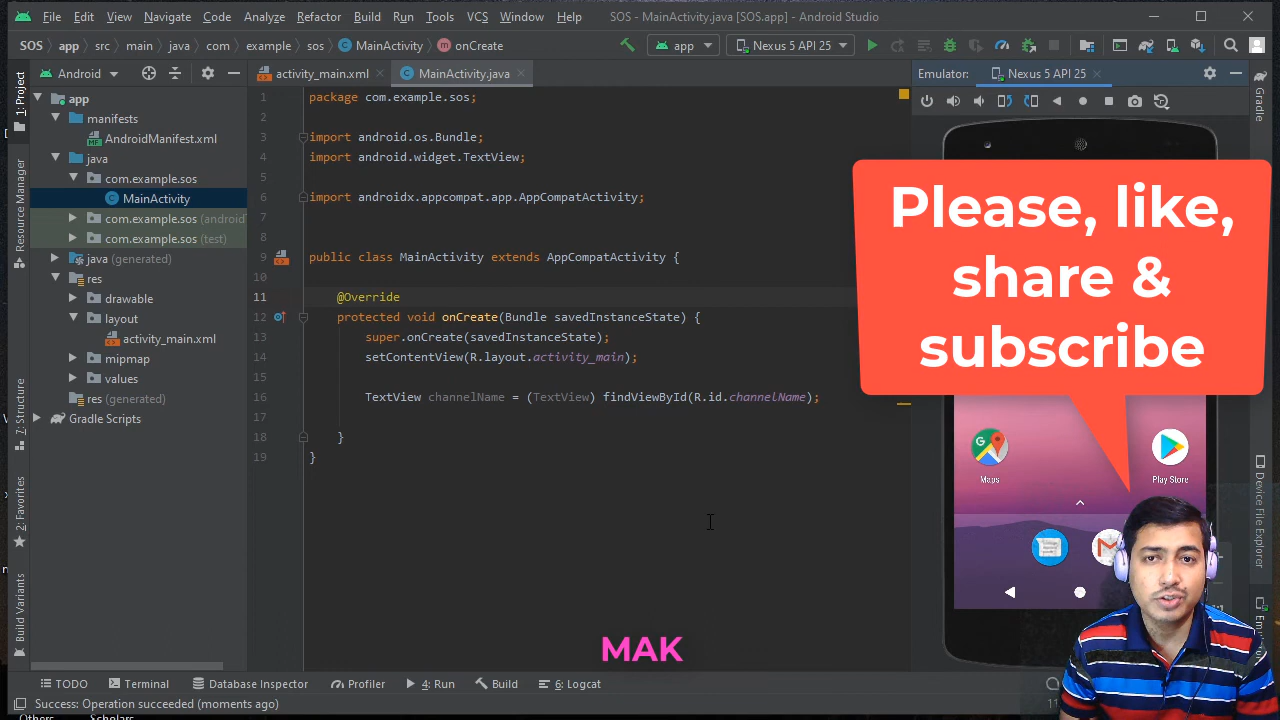 File Edit View Navigate Code Analyze Refactor Build Run Tools VCS Window Help SOS - MainActivity.java [SOS.app] - Android Studio
SOS app src main java com example sos MainActivity onCreate app Nexus 5 API 25
1: Project
Resource Manager
7: Structure
2: Favorites
Build Variants
Android
app
manifests
AndroidManifest.xml
java
com.example.sos
MainActivity
com.example.sos (android
com.example.sos (test)
java (generated)
res
drawable
layout
activity_main.xml
mipmap
values
res (generated)
Gradle Scripts
activity_main.xml MainActivity.java
1 package com.example.sos;
2
3 import android.os.Bundle;
4 import android.widget.TextView;
5
6 import androidx.appcompat.app.AppCompatActivity;
7
8
9 public class MainActivity extends AppCompatActivity {
10
11 @Override
12 protected void onCreate(Bundle savedInstanceState) {
13 super.onCreate(savedInstanceState);
14 setContentView(R.layout.activity_main);
15
16 TextView channelName = (TextView) findViewById(R.id.channelName);
17
18 }
19 }
Emulator: Nexus 5 API 25
Please, like,
share &
subscribe
Maps Play Store
Gradle
Device File Explorer
MAK
TODO Terminal Database Inspector Profiler 4: Run Build 6: Logcat
Success: Operation succeeded (moments ago)
Others Scholars